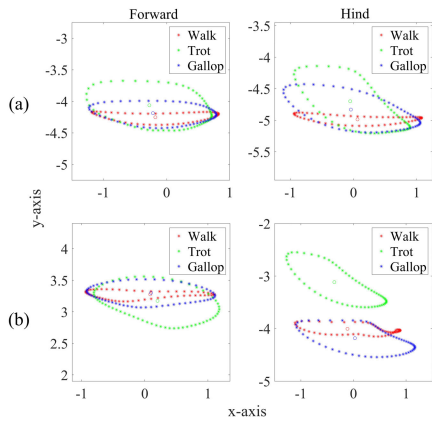 Forward
Hind
(a)
-3
-3.5
-4
-4.5
-5
-1
0
1
Walk
Trot
Gallop
-4
-4.5
-5
-5.5
-1
0
1
Walk
Trot
Gallop
y-axis
(b)
4
3.5
3
2.5
2
-1
0
1
Walk
Trot
Gallop
-2
-3
-4
-5
-1
0
1
Walk
Trot
Gallop
x-axis